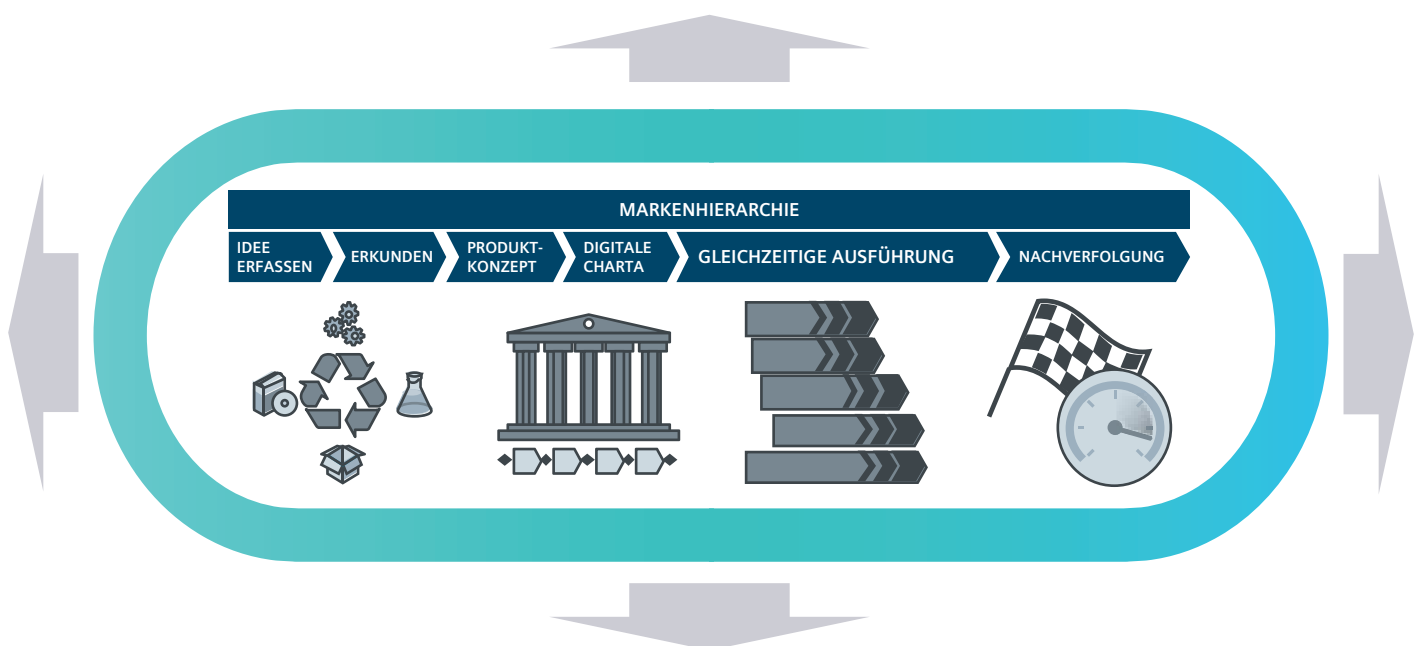 MARKENHIERARCHIE
IDEE
ERFASSEN
ERKUNDEN
PRODUKT-
KONZEPT
DIGITALE
CHARTA
GLEICHZEITIGE AUSFÜHRUNG
NACHVERFOLGUNG